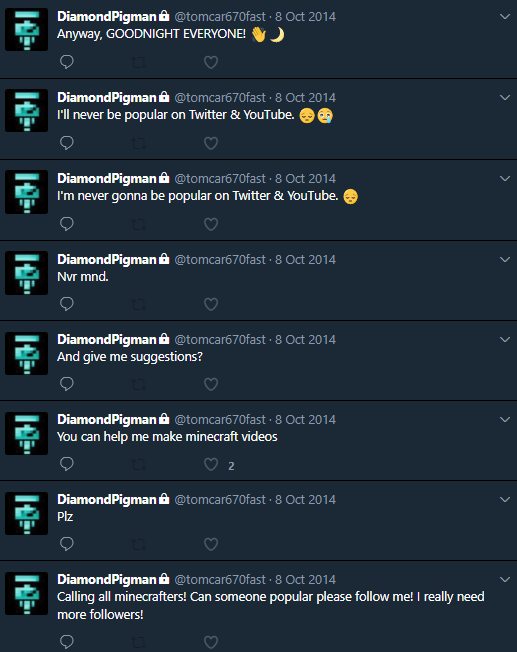 DiamondPigman🔒 @tomcar670fast · 8 Oct 2014
Anyway, GOODNIGHT EVERYONE! 👋🌙
DiamondPigman🔒 @tomcar670fast · 8 Oct 2014
I'll never be popular on Twitter & YouTube. 😔😢
DiamondPigman🔒 @tomcar670fast · 8 Oct 2014
I'm never gonna be popular on Twitter & YouTube. 😔
DiamondPigman🔒 @tomcar670fast · 8 Oct 2014
Nvr mnd.
DiamondPigman🔒 @tomcar670fast · 8 Oct 2014
And give me suggestions?
DiamondPigman🔒 @tomcar670fast · 8 Oct 2014
You can help me make minecraft videos
2
DiamondPigman🔒 @tomcar670fast · 8 Oct 2014
Plz
DiamondPigman🔒 @tomcar670fast · 8 Oct 2014
Calling all minecrafters! Can someone popular please follow me! I really need
more followers!